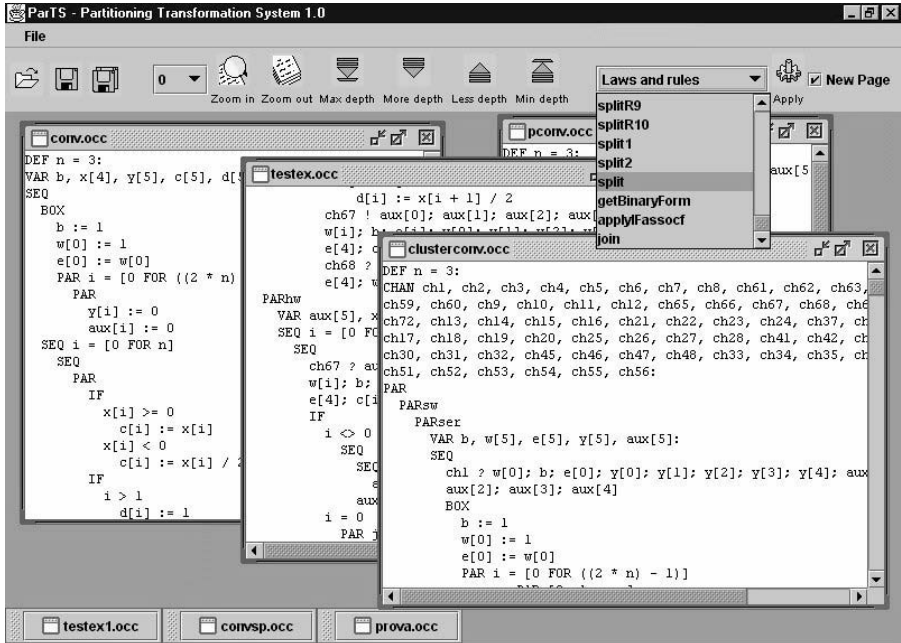 ParTS - Partitioning Transformation System 1.0
File
0
Zoom in Zoom out Max depth More depth Less depth Min depth
Laws and rules
Apply
New Page
splitR9
splitR10
split1
split2
split
getBinaryForm
applyIFassocf
join
conv.occ
DEF n = 3:
VAR b, x[4], y[5], c[5], d[5
SEQ
BOX
b := 1
w[0] := 1
e[0] := w[0]
PAR i = [0 FOR ((2 * n)
PAR
y[i] := 0
aux[i] := 0
SEQ i = [0 FOR n]
SEQ
PAR
IF
x[i] >= 0
c[i] := x[i]
x[i] < 0
c[i] := x[i] / 2
IF
i > 1
d[i] := 1
pconv.occ
DEF n = 3:
aux[5
testex.occ
d[i] := x[i + 1] / 2
ch67 ! aux[0]; aux[1]; aux[2]; aux[
w[i]; b; e[i]; y[0]; y[1]; y[2]; y[
e[4]; c
ch68 ?
e[4]; w
PARhw
VAR aux[5], x
SEQ i = [0 FO
SEQ
ch67 ? au
w[i]; b;
e[4]; c[i
IF
i <> 0
SEQ
SEQ
a
aux
i = 0
PAR j
clusterconv.occ
DEF n = 3:
CHAN ch1, ch2, ch3, ch4, ch5, ch6, ch7, ch8, ch61, ch62, ch63,
ch59, ch60, ch9, ch10, ch11, ch12, ch65, ch66, ch67, ch68, ch6
ch72, ch13, ch14, ch15, ch16, ch21, ch22, ch23, ch24, ch37, ch
ch17, ch18, ch19, ch20, ch25, ch26, ch27, ch28, ch41, ch42, ch
ch30, ch31, ch32, ch45, ch46, ch47, ch48, ch33, ch34, ch35, ch
ch51, ch52, ch53, ch54, ch55, ch56:
PAR
PARsw
PARser
VAR b, w[5], e[5], y[5], aux[5]:
SEQ
ch1 ? w[0]; b; e[0]; y[0]; y[1]; y[2]; y[3]; y[4]; aux
aux[2]; aux[3]; aux[4]
BOX
b := 1
w[0] := 1
e[0] := w[0]
PAR i = [0 FOR ((2 * n) - 1)]
testex1.occ
convsp.occ
prova.occ